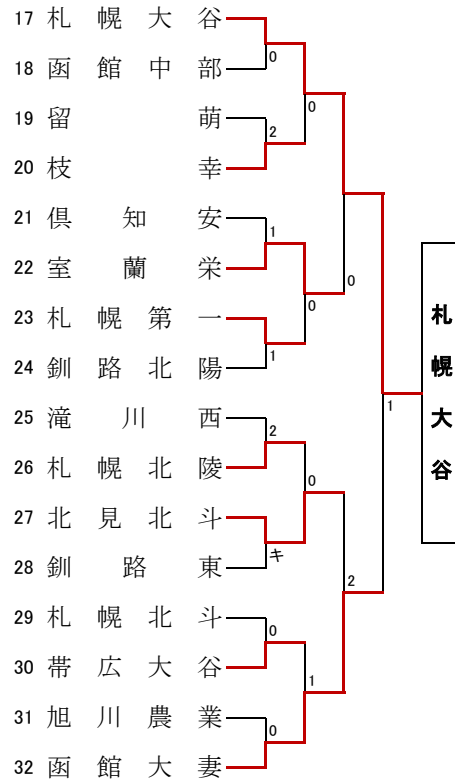 17 札幌大谷
0
18 函館中部
0
19 留萌
2
20 枝幸
0
21 倶知安
1
22 室蘭栄
0
23 札幌第一
1
24 釧路北陽
1
札幌大谷
25 滝川西
2
26 札幌北陵
0
27 北見北斗
キ
28 釧路東
2
29 札幌北斗
0
30 帯広大谷
1
31 旭川農業
0
32 函館大妻